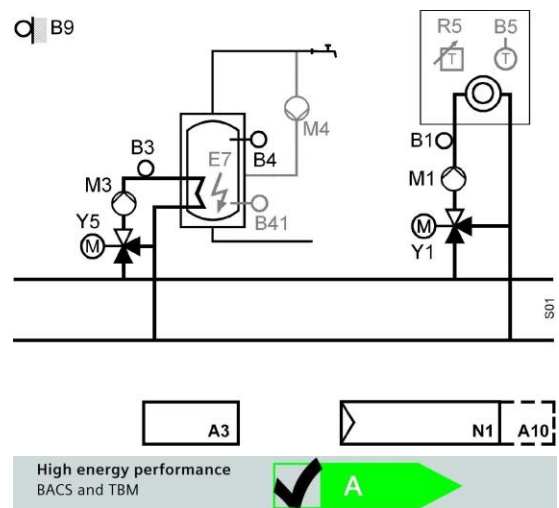 B9
R5 B5
T T
M4
B3
B4
B1
E7
M3
M1
B41
Y5
M
M
Y1
S01
A3
N1 A10
High energy performance
BACS and TBM
A